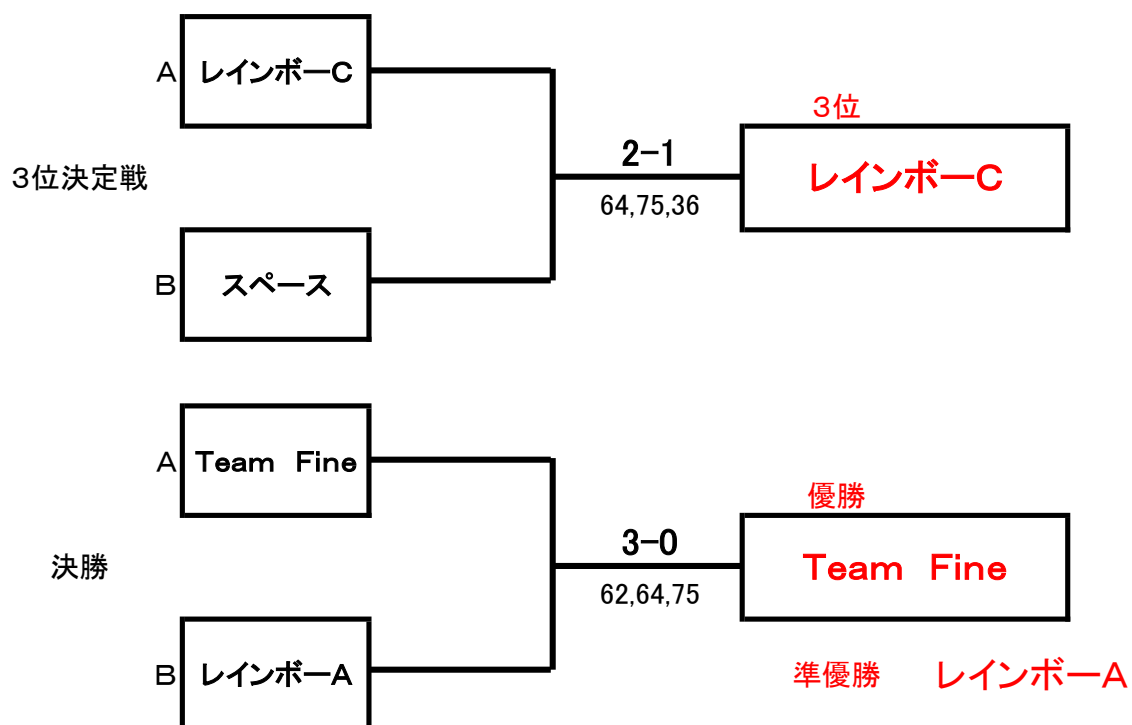 A レインボーC
3位
2-1
3位決定戦
レインボーC
64,75,36
B スペース
A Team Fine
優勝
3-0
決勝
Team Fine
62,64,75
B レインボーA
準優勝 レインボーA